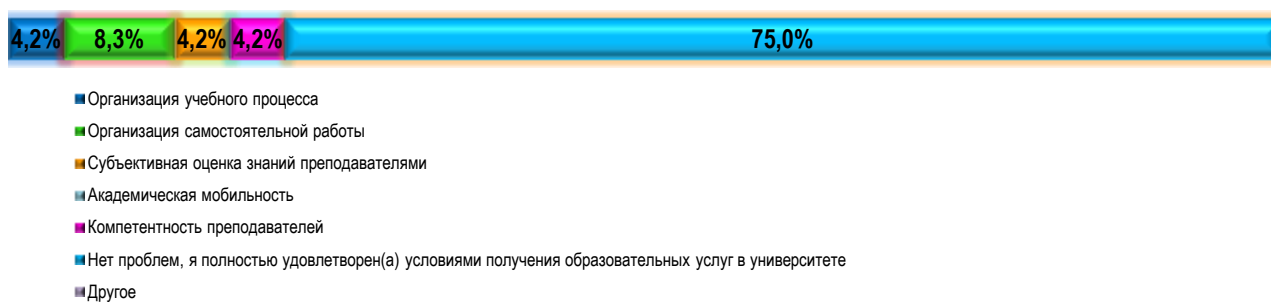 4,2% 8,3% 4,2% 4,2% 75,0%
Организация учебного процесса
Организация самостоятельной работы
Субъективная оценка знаний преподавателями
Академическая мобильность
Компетентность преподавателей
Нет проблем, я полностью удовлетворен(а) условиями получения образовательных услуг в университете
Другое